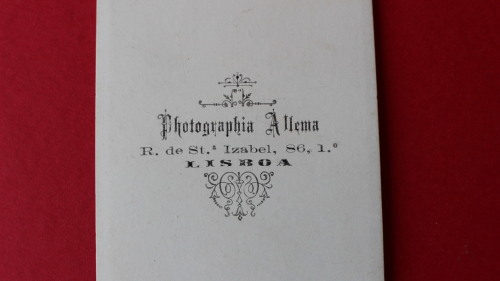 Photographia Allema
R. de St.ª Izabel, 86, 1.º
LISBOA